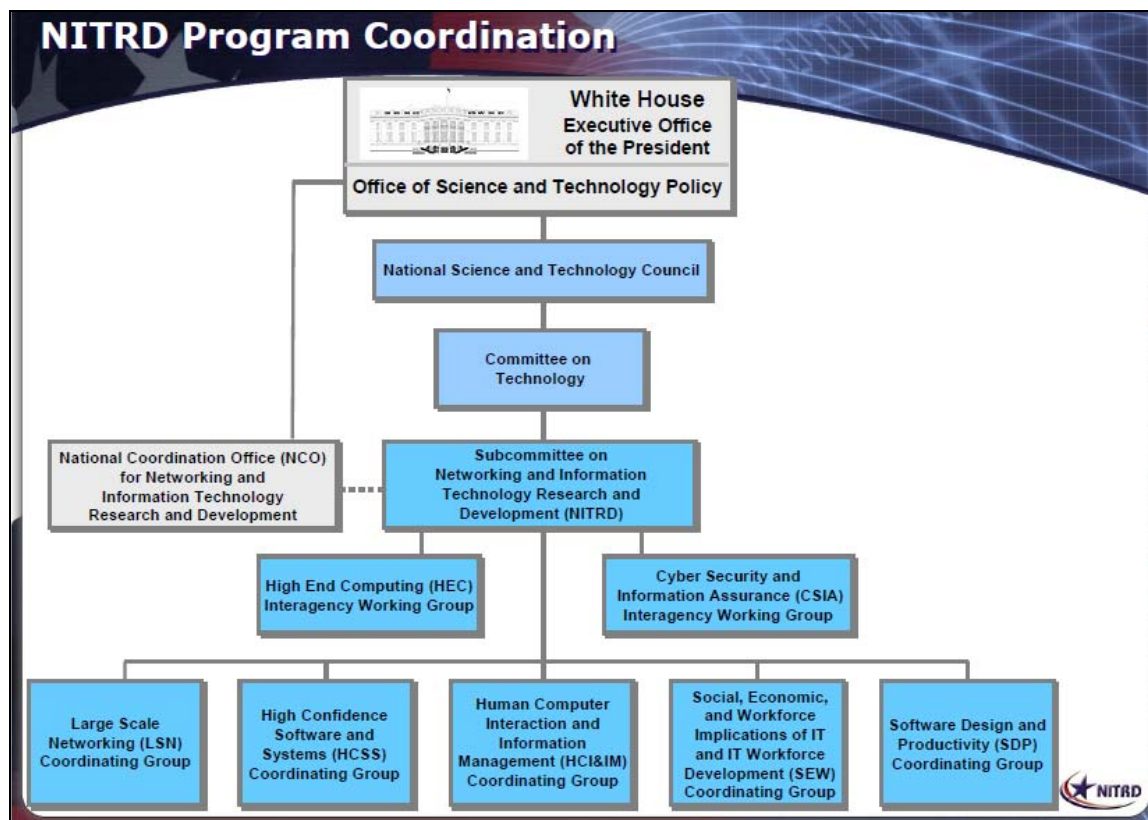 NITRD Program Coordination
White House
Executive Office
of the President
Office of Science and Technology Policy
National Science and Technology Council
Committee on
Technology
National Coordination Office (NCO)
for Networking and
Information Technology
Research and Development
Subcommittee on
Networking and Information
Technology Research and
Development (NITRD)
High End Computing (HEC)
Interagency Working Group
Cyber Security and
Information Assurance (CSIA)
Interagency Working Group
Large Scale
Networking (LSN)
Coordinating Group
High Confidence
Software and
Systems (HCSS)
Coordinating Group
Human Computer
Interaction and
Information
Management (HCI&IM)
Coordinating Group
Social, Economic,
and Workforce
Implications of IT
and IT Workforce
Development (SEW)
Coordinating Group
Software Design and
Productivity (SDP)
Coordinating Group
NITRD